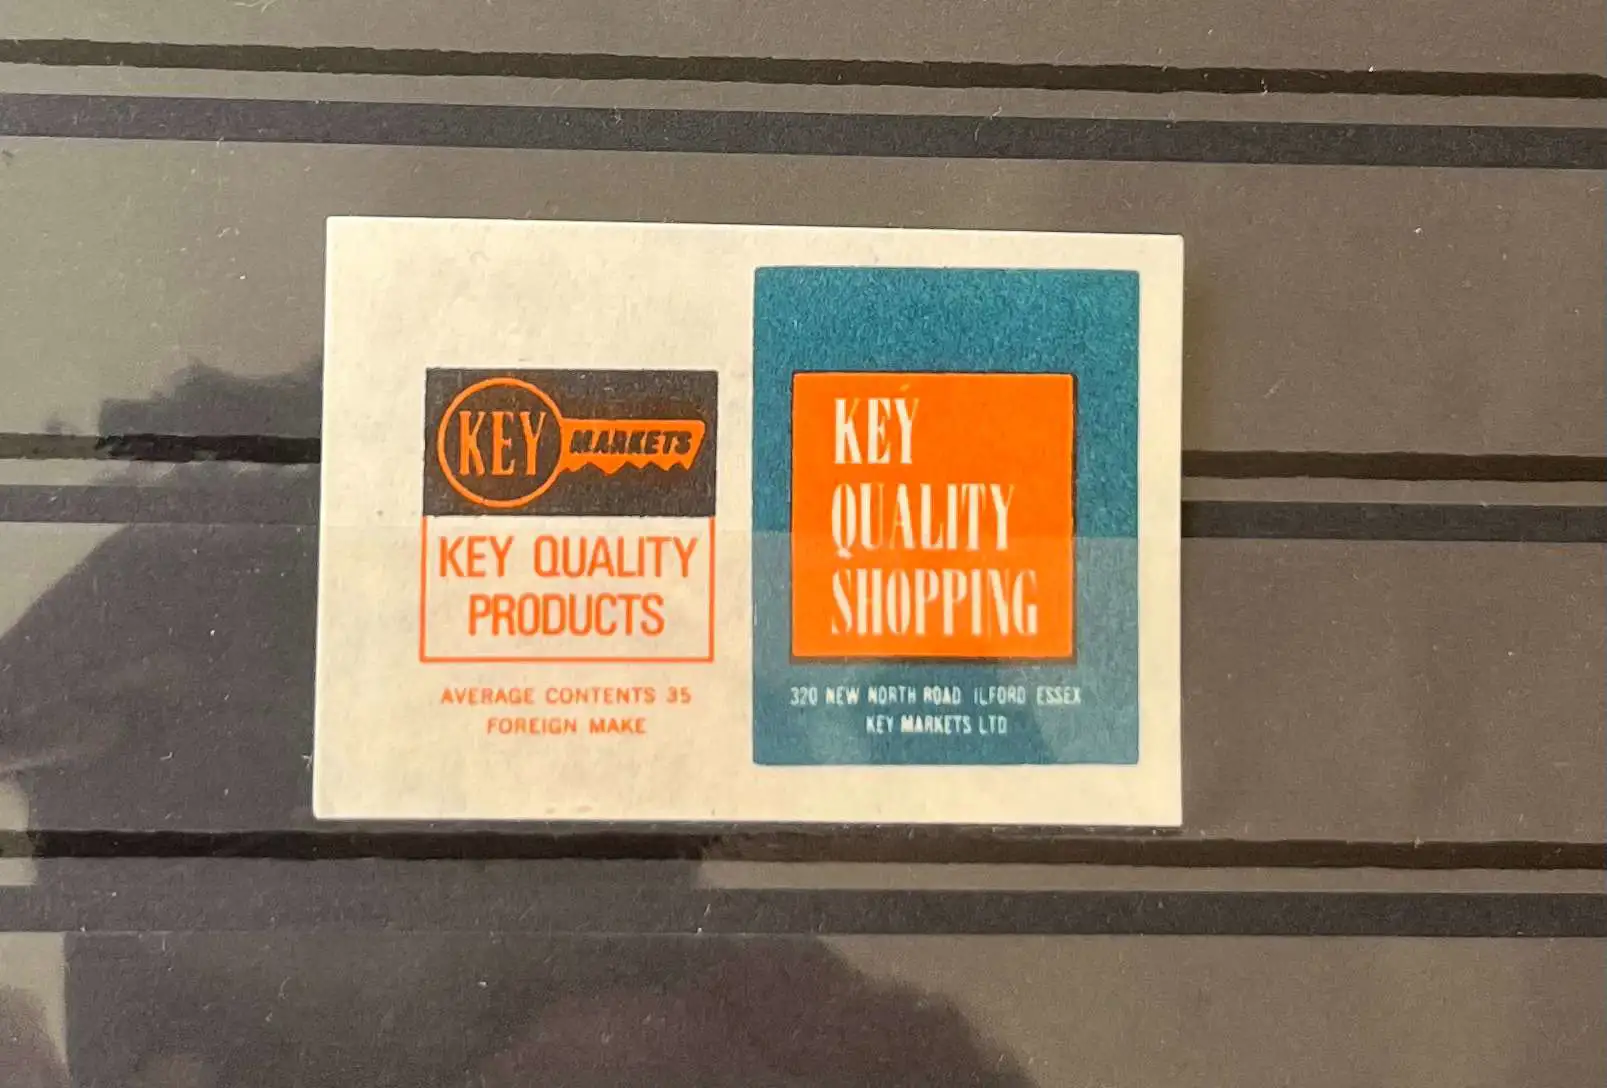 KEY MARKETS
KEY QUALITY
PRODUCTS
AVERAGE CONTENTS 35
FOREIGN MAKE
KEY
QUALITY
SHOPPING
320 NEW NORTH ROAD ILFORD ESSEX
KEY MARKETS LTD